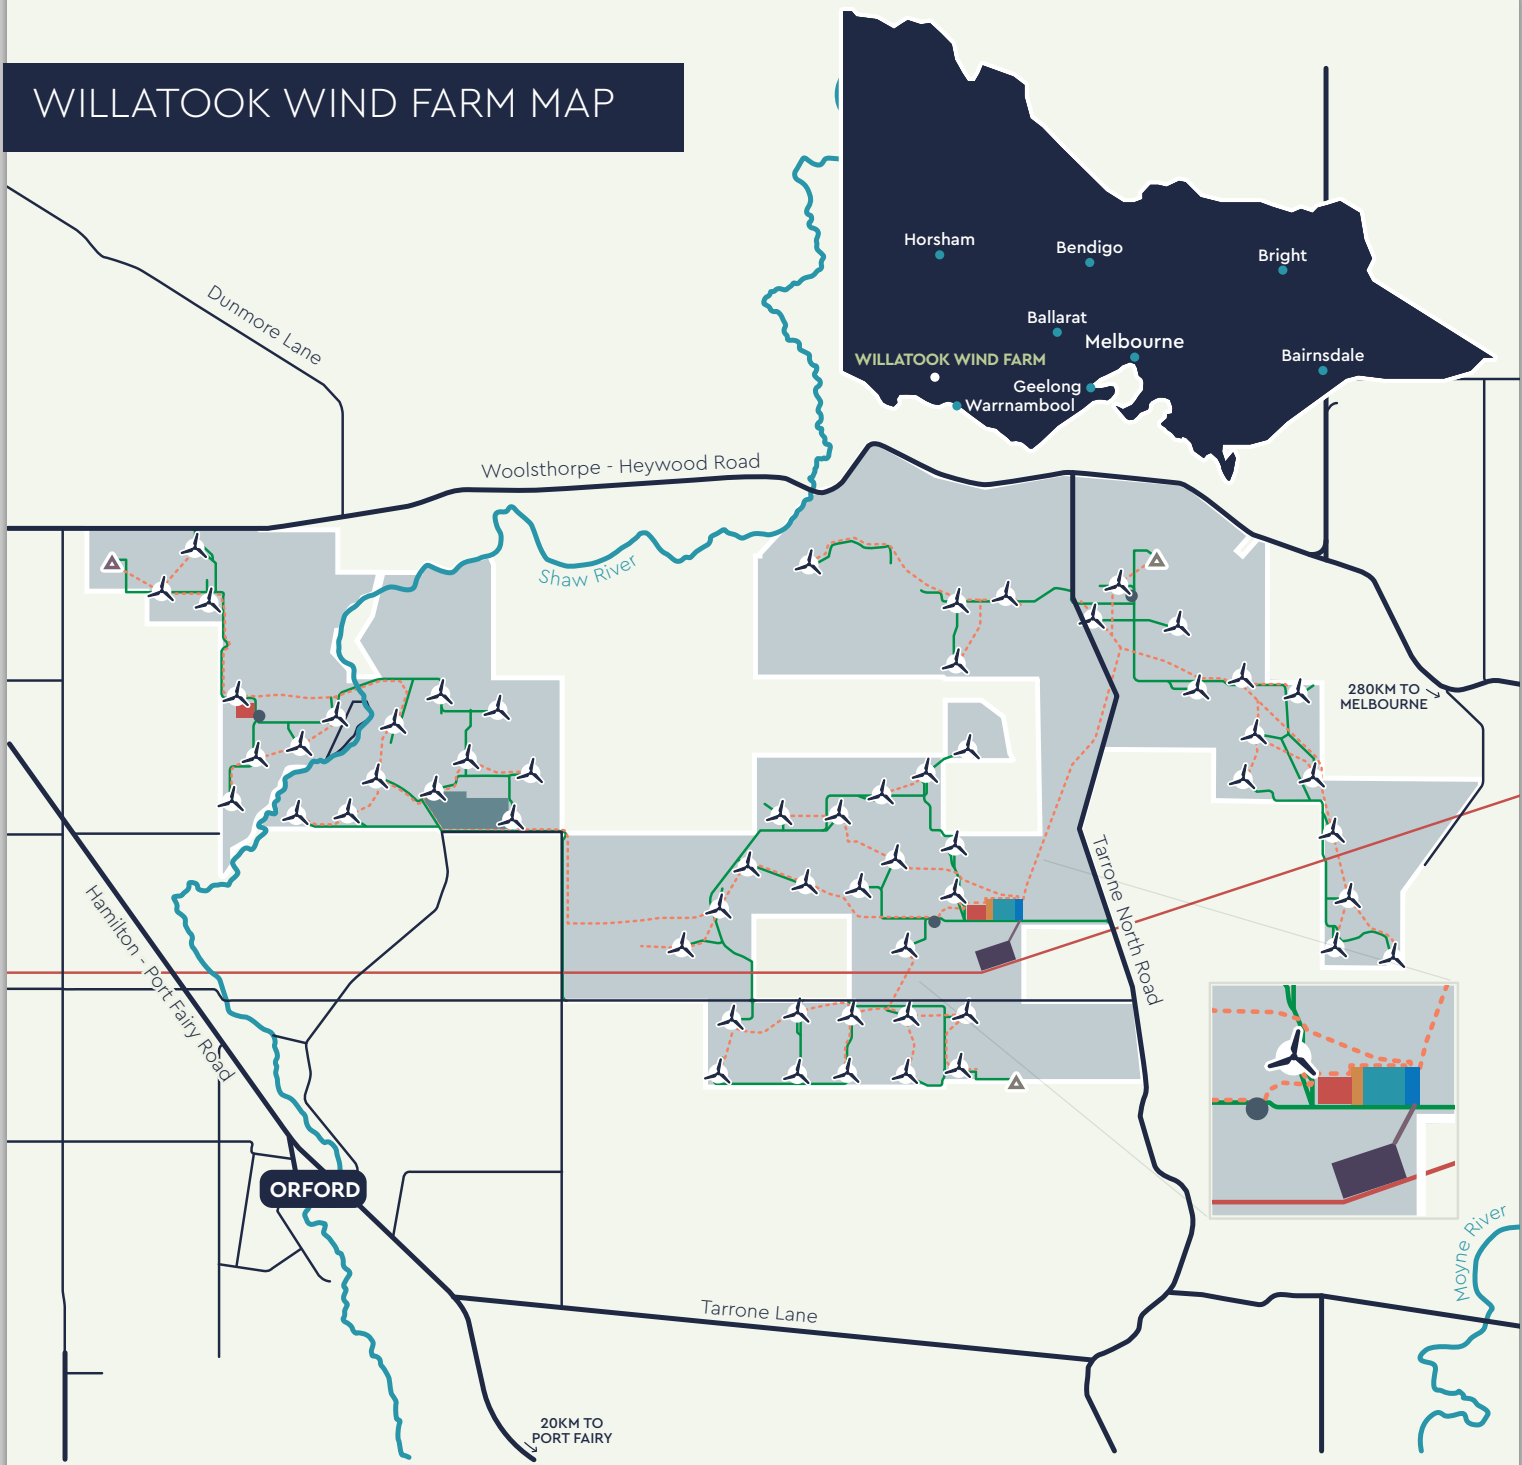 WILLATOOK WIND FARM MAP
Horsham
Bendigo
Bright
Ballarat
Melbourne
WILLATOOK WIND FARM
Bairnsdale
Geelong
Warrnambool
Dunmore Lane
Woolsthorpe - Heywood Road
Shaw River
280KM TO
MELBOURNE
Tarrone North Road
Hamilton - Port Fairy Road
ORFORD
Moyne River
Tarrone Lane
20KM TO
PORT FAIRY